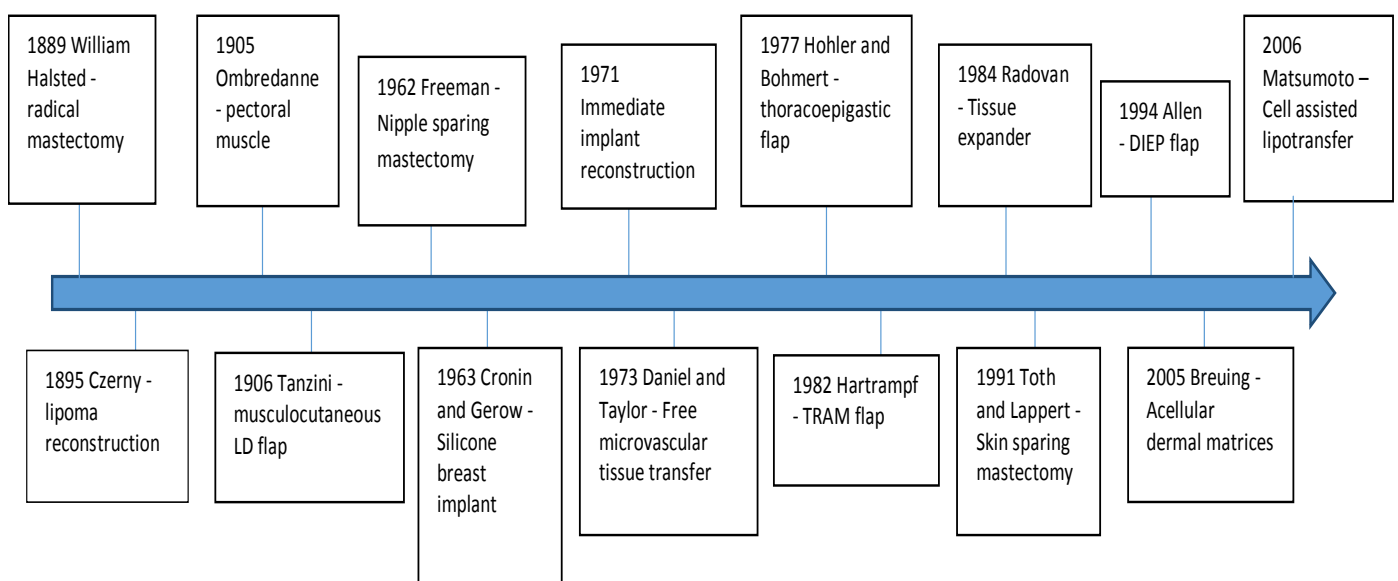 1889 William
Halsted -
radical
mastectomy
1905
Ombredanne
- pectoral
muscle
1962 Freeman -
Nipple sparing
mastectomy
1971
Immediate
implant
reconstruction
1977 Hohler and
Bohmert -
thoracoepigastic
flap
1984 Radovan
- Tissue
expander
1994 Allen
- DIEP flap
2006
Matsumoto –
Cell assisted
lipotransfer
1895 Czerny -
lipoma
reconstruction
1906 Tanzini -
musculocutaneous
LD flap
1963 Cronin
and Gerow -
Silicone
breast
implant
1973 Daniel and
Taylor - Free
microvascular
tissue transfer
1982 Hartrampf
- TRAM flap
1991 Toth
and Lappert -
Skin sparing
mastectomy
2005 Breuing -
Acellular
dermal matrices